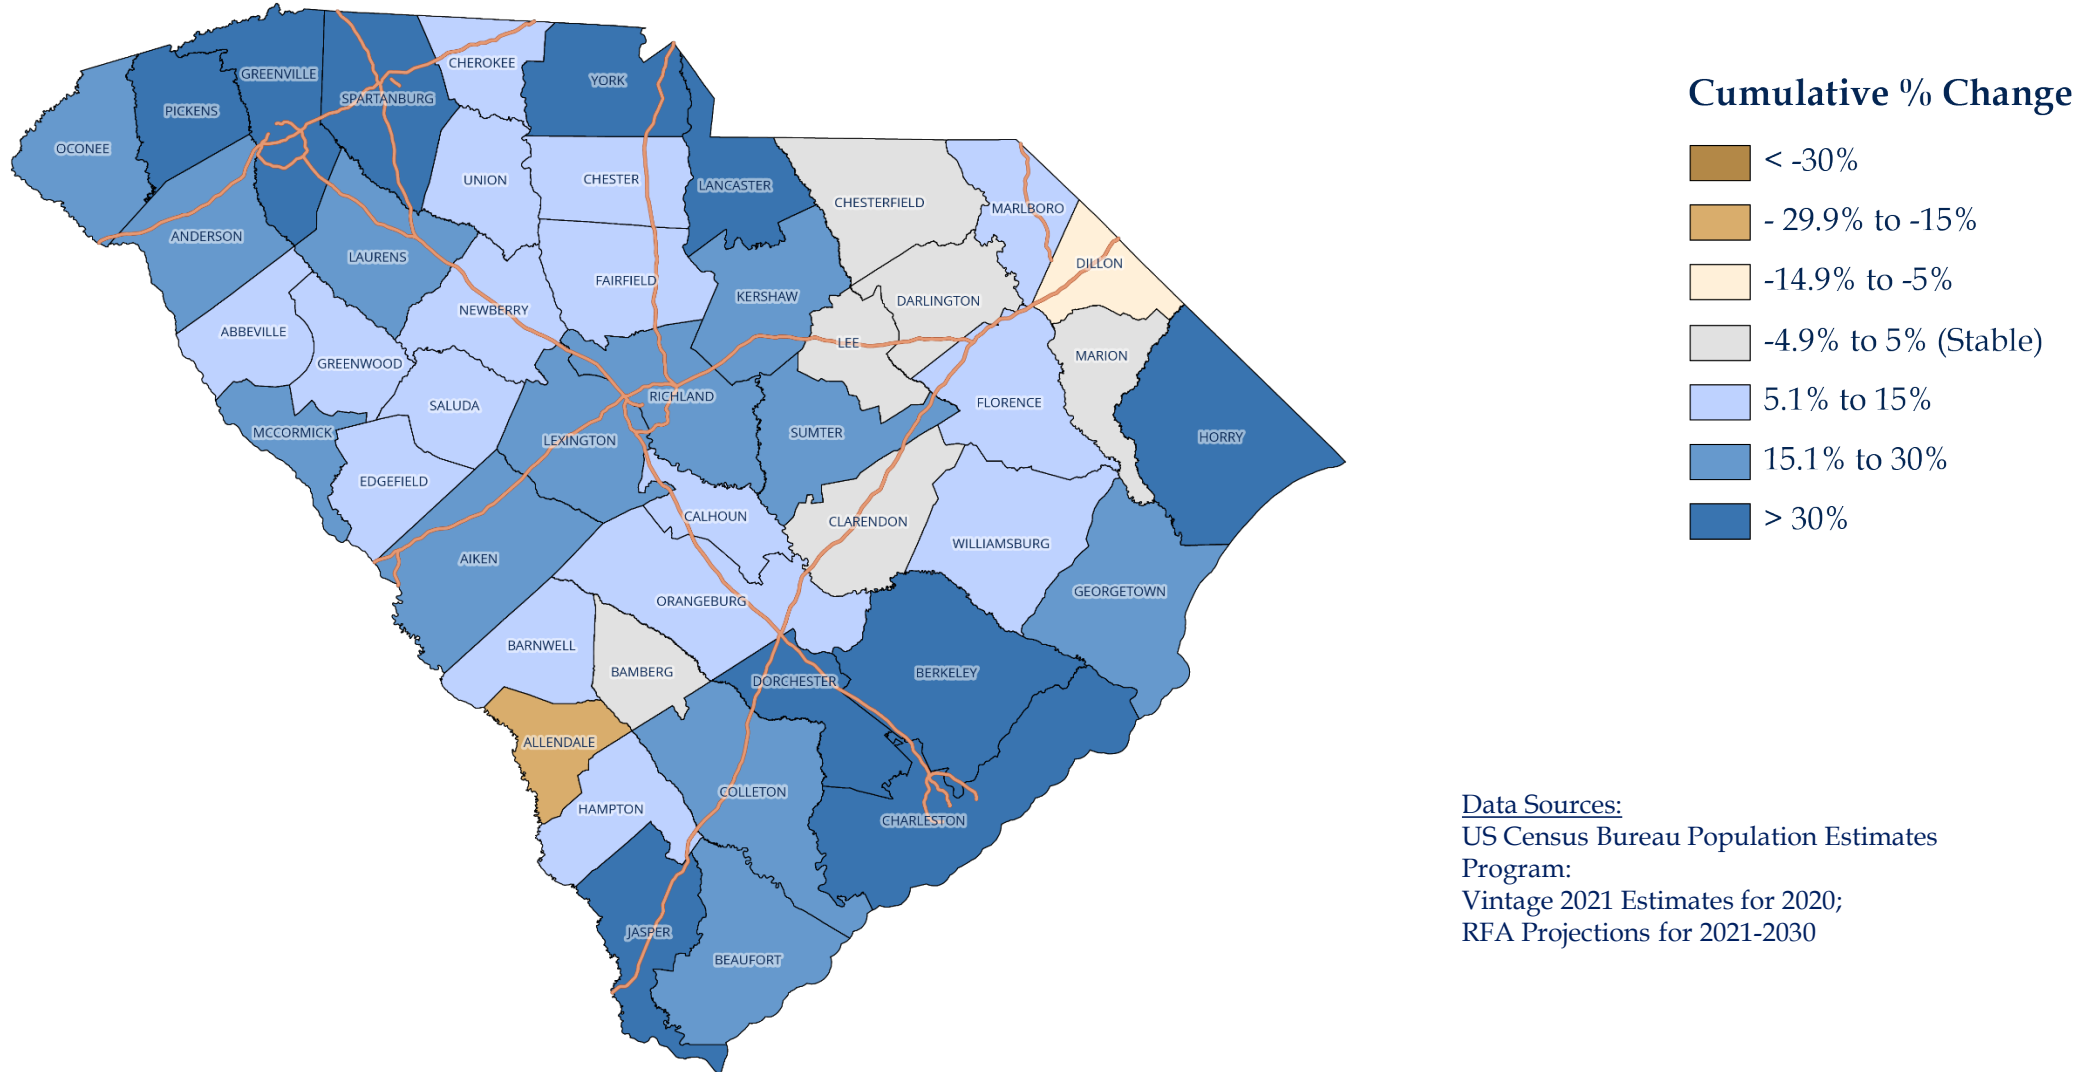 CHEROKEE
GREENVILLE
YORK
SPARTANBURG
PICKENS
OCONEE
UNION
CHESTER
LANCASTER
CHESTERFIELD
MARLBORO
ANDERSON
LAURENS
DILLON
FAIRFIELD
KERSHAW
DARLINGTON
NEWBERRY
ABBEVILLE
LEE
MARION
GREENWOOD
RICHLAND
SALUDA
FLORENCE
MCCORMICK
LEXINGTON
SUMTER
HORRY
EDGEFIELD
CALHOUN
CLARENDON
WILLIAMSBURG
AIKEN
GEORGETOWN
ORANGEBURG
BARNWELL
BAMBERG
DORCHESTER
BERKELEY
ALLENDALE
COLLETON
HAMPTON
CHARLESTON
JASPER
BEAUFORT
Cumulative % Change
< -30%
- 29.9% to -15%
-14.9% to -5%
-4.9% to 5% (Stable)
5.1% to 15%
15.1% to 30%
> 30%
Data Sources:
US Census Bureau Population Estimates
Program:
Vintage 2021 Estimates for 2020;
RFA Projections for 2021-2030